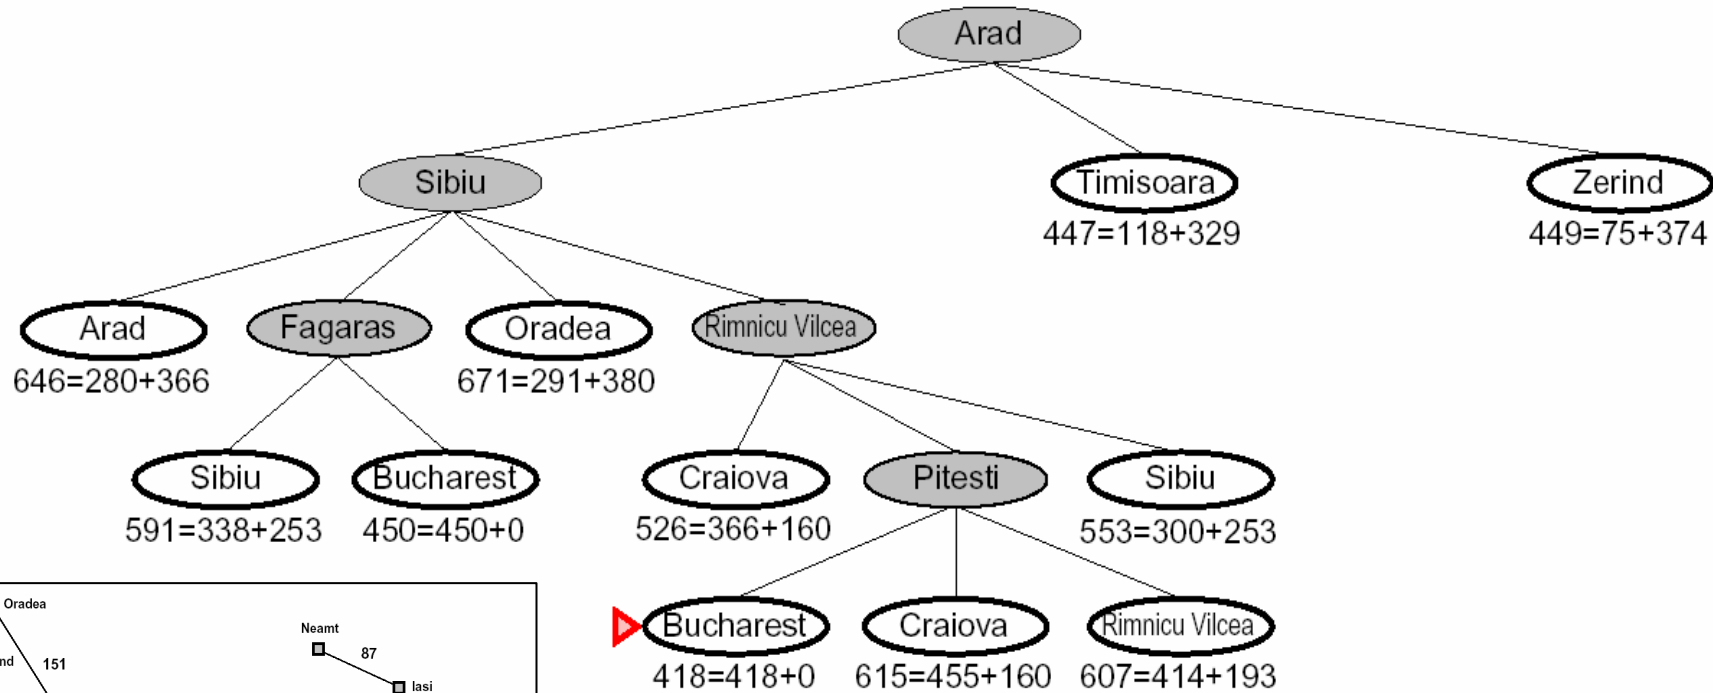 Arad
Sibiu
Timisoara
Zerind
447=118+329
449=75+374
Arad
Fagaras
Oradea
Rimnicu Vilcea
646=280+366
671=291+380
Sibiu
Bucharest
Craiova
Pitesti
Sibiu
591=338+253
450=450+0
526=366+160
553=300+253
Bucharest
Craiova
Rimnicu Vilcea
418=418+0
615=455+160
607=414+193
Oradea
Neamt
87
nd
151
Iasi